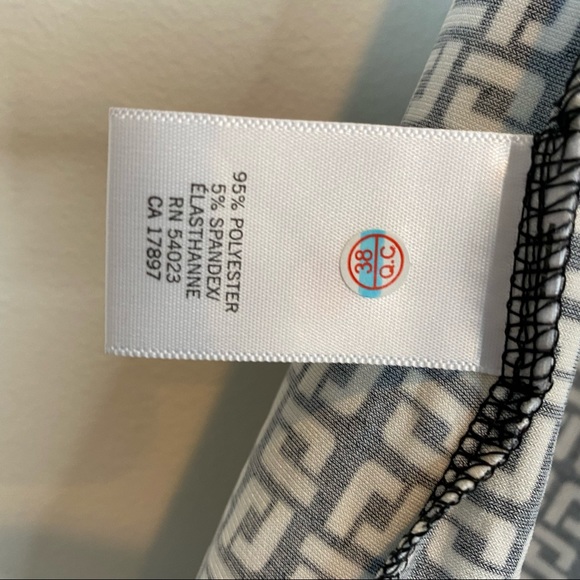 95% POLYESTER
5% SPANDEX/
ÉLASTHANNE
RN 54023
CA 17897
Q.C
38